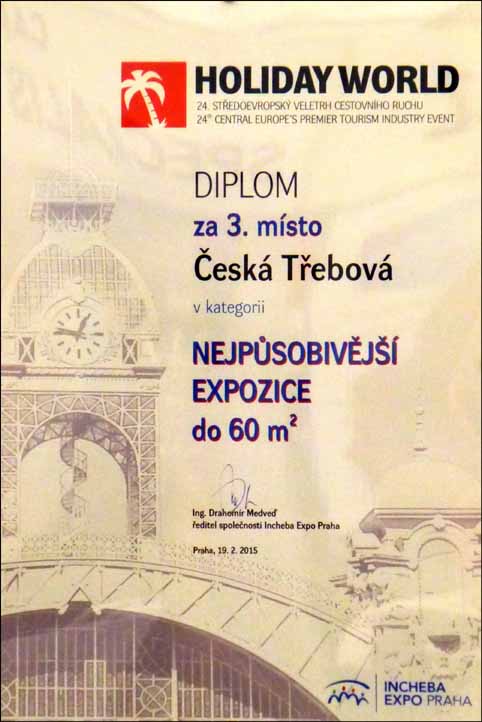 HOLIDAY WORLD
24. STŘEDOEVROPSKÝ VELETRH CESTOVNÍHO RUCHU
24th CENTRAL EUROPE'S PREMIER TOURISM INDUSTRY EVENT
DIPLOM
za 3. místo
Česká Třebová
v kategorii
NEJPŮSOBIVĚJŠÍ
EXPOZICE
do 60 m²
Ing. Drahomír Medveď
ředitel společnosti Incheba Expo Praha
Praha, 19. 2. 2015
INCHEBA
EXPO PRAHA